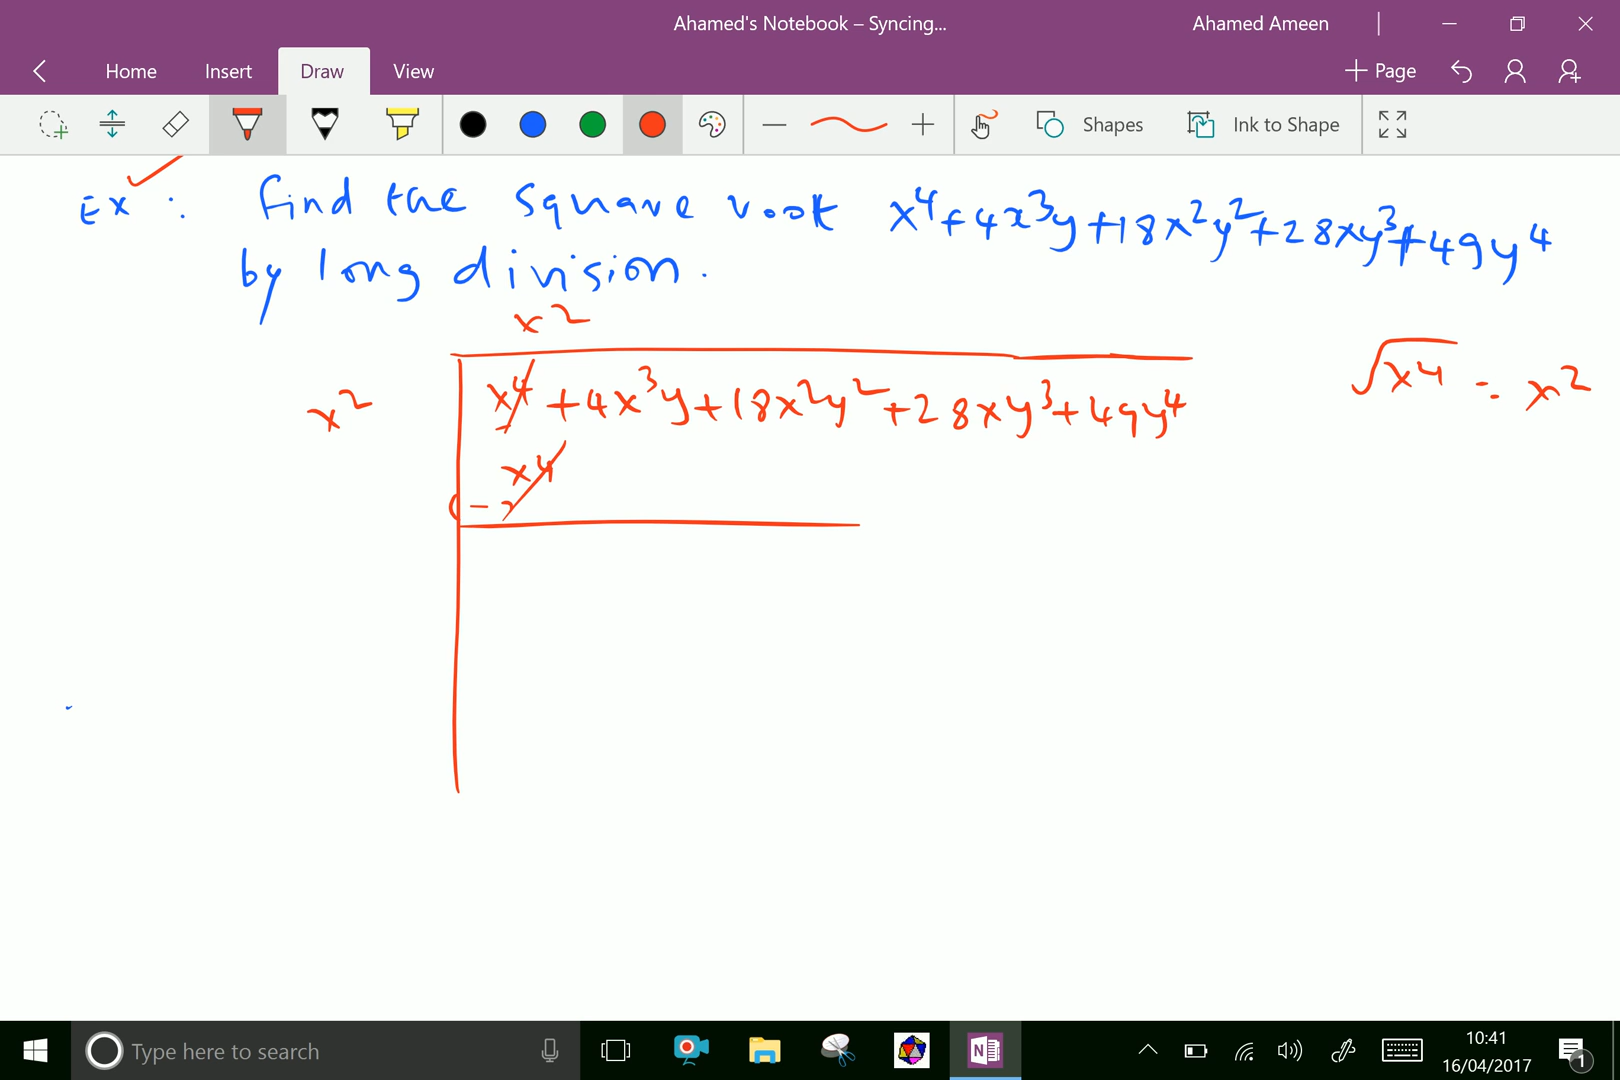 Ahamed's Notebook – Syncing...
Ahamed Ameen
Home Insert Draw View
Page
Shapes
Ink to Shape
Ex : Find the square root x⁴+4x³y+18x²y²+28xy³+49y⁴
by long division.
x²
√x⁴ = x²
x² x⁴+4x³y+18x²y²+28xy³+49y⁴
x⁴
(-)
Type here to search
10:41
16/04/2017
1